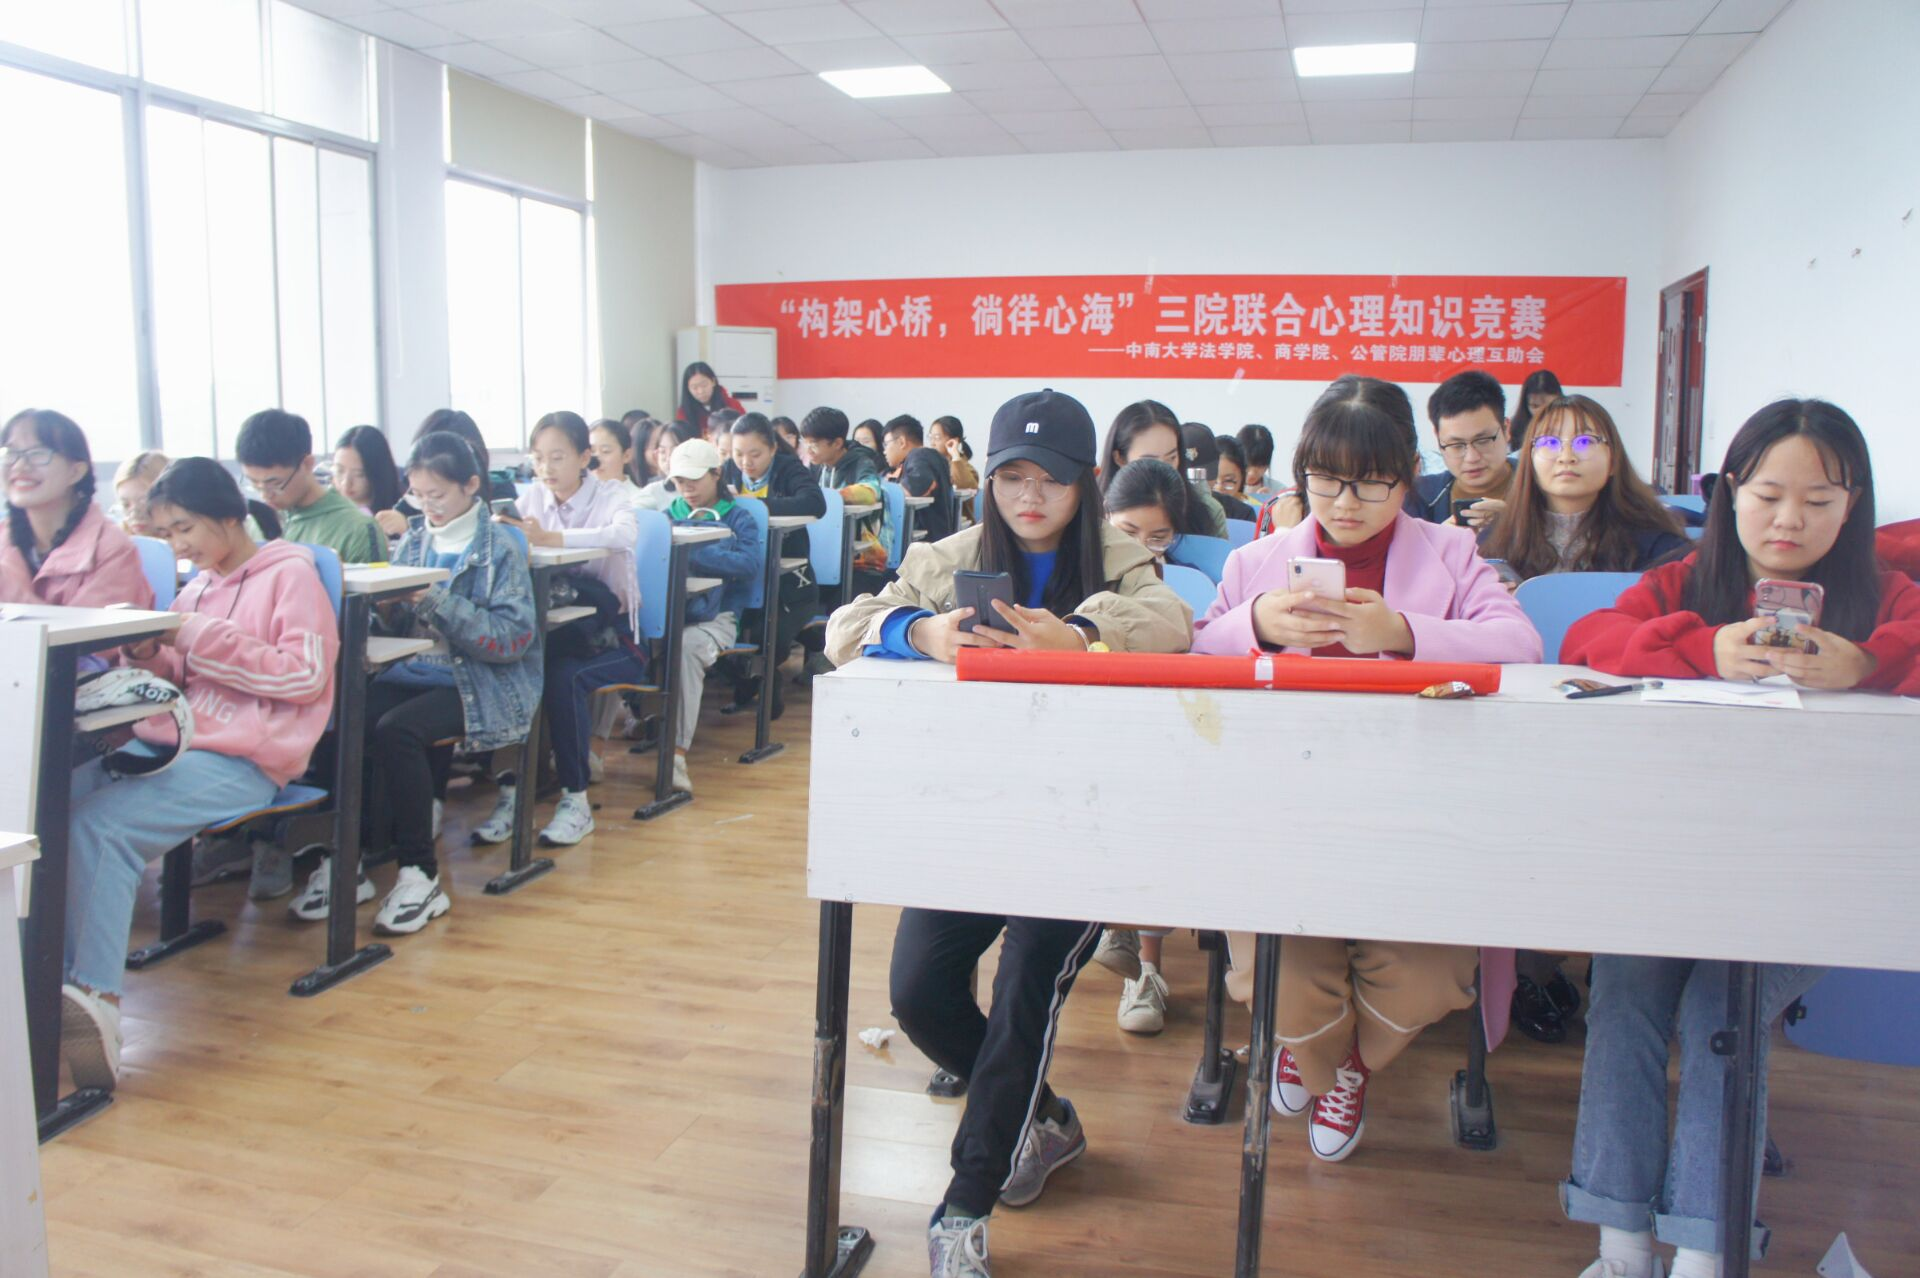 “构架心桥，徜徉心海”三院联合心理知识竞赛
——中南大学法学院、商学院、公管院朋辈心理互助会
m